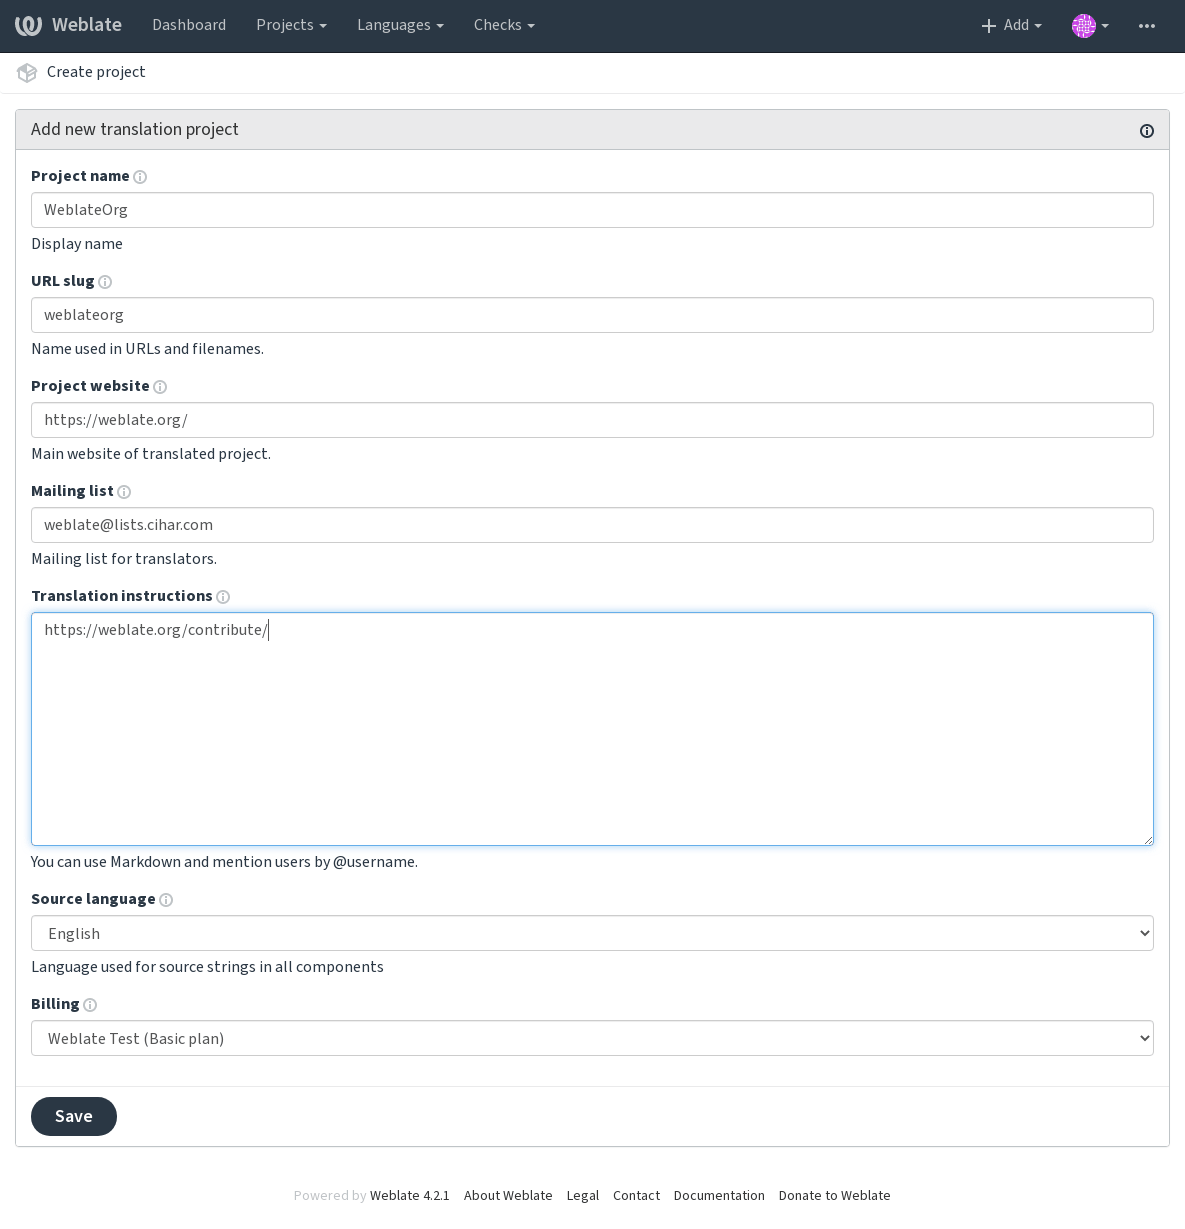 Weblate Dashboard Projects Languages Checks Add
Create project
Add new translation project
Project name
WeblateOrg
Display name
URL slug
weblateorg
Name used in URLs and filenames.
Project website
https://weblate.org/
Main website of translated project.
Mailing list
weblate@lists.cihar.com
Mailing list for translators.
Translation instructions
https://weblate.org/contribute/
You can use Markdown and mention users by @username.
Source language
English
Language used for source strings in all components
Billing
Weblate Test (Basic plan)
Save
Powered by Weblate 4.2.1 About Weblate Legal Contact Documentation Donate to Weblate